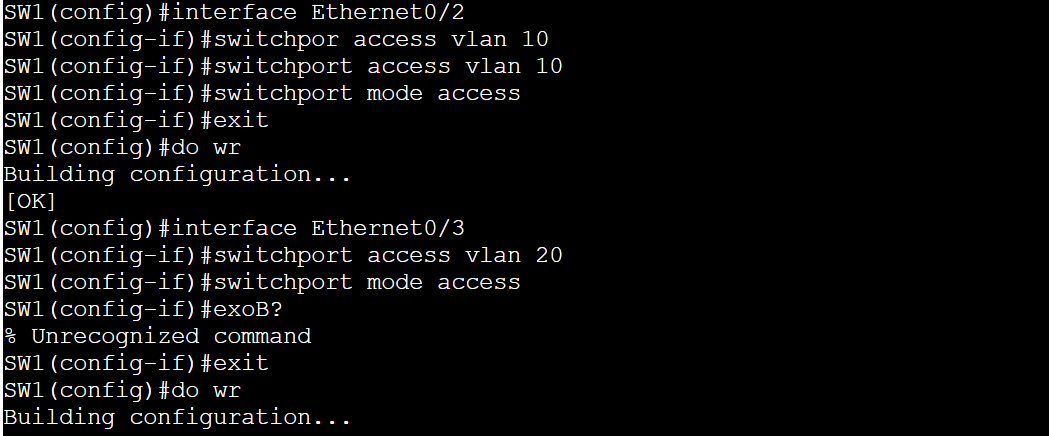 SW1(config)#interface Ethernet0/2
SW1(config-if)#switchpor access vlan 10
SW1(config-if)#switchport access vlan 10
SW1(config-if)#switchport mode access
SW1(config-if)#exit
SW1(config)#do wr
Building configuration...
[OK]
SW1(config)#interface Ethernet0/3
SW1(config-if)#switchport access vlan 20
SW1(config-if)#switchport mode access
SW1(config-if)#exoB?
% Unrecognized command
SW1(config-if)#exit
SW1(config)#do wr
Building configuration...